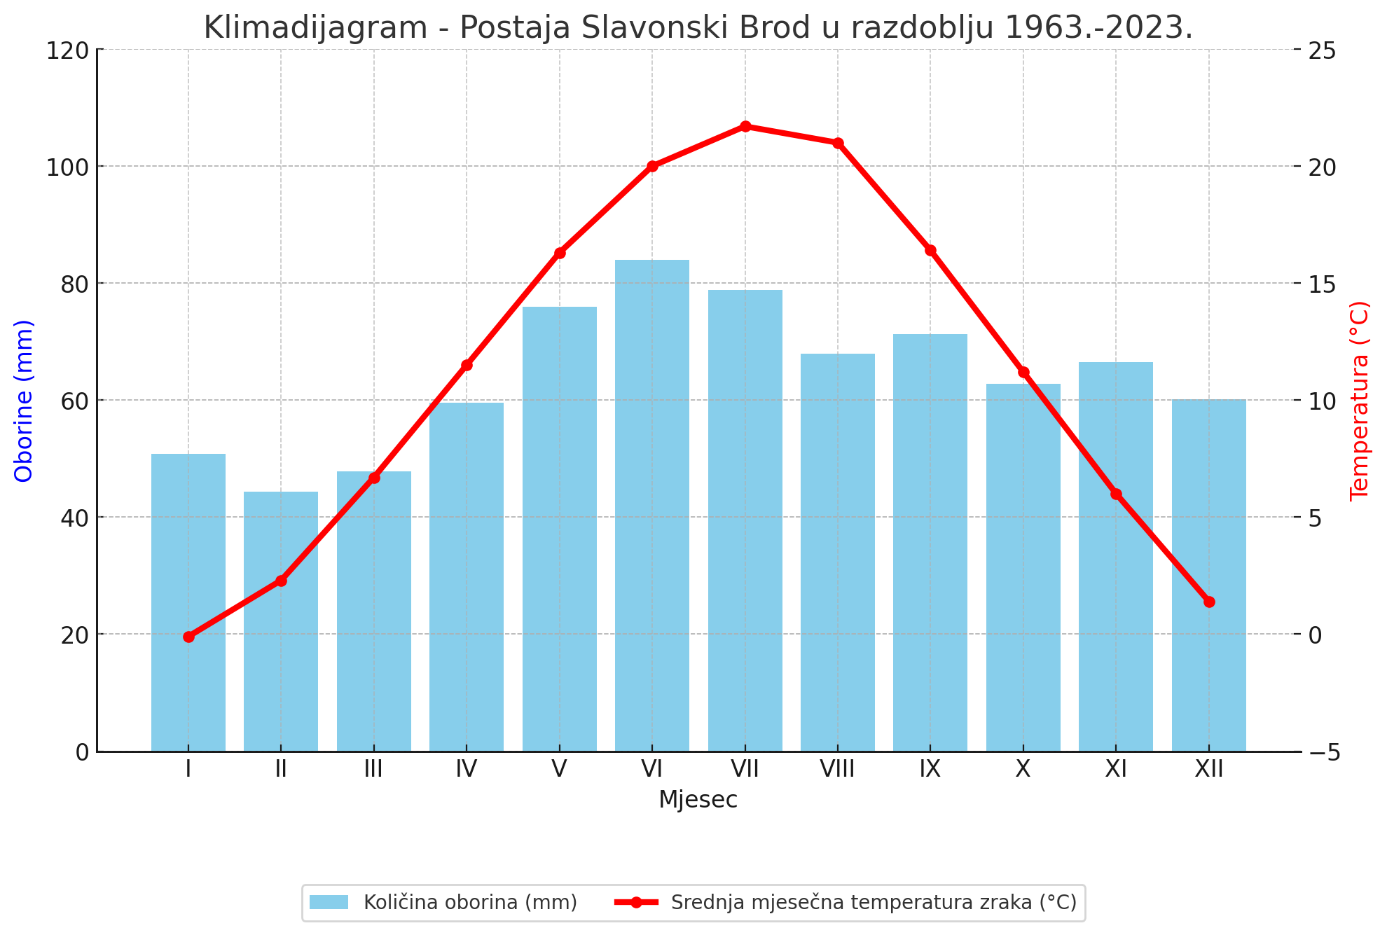 Klimadijagram - Postaja Slavonski Brod u razdoblju 1963.-2023.
120
100
80
60
40
20
0
Oborine (mm)
25
20
15
10
5
0
−5
Temperatura (°C)
I II III IV V VI VII VIII IX X XI XII
Mjesec
Količina oborina (mm) Srednja mjesečna temperatura zraka (°C)